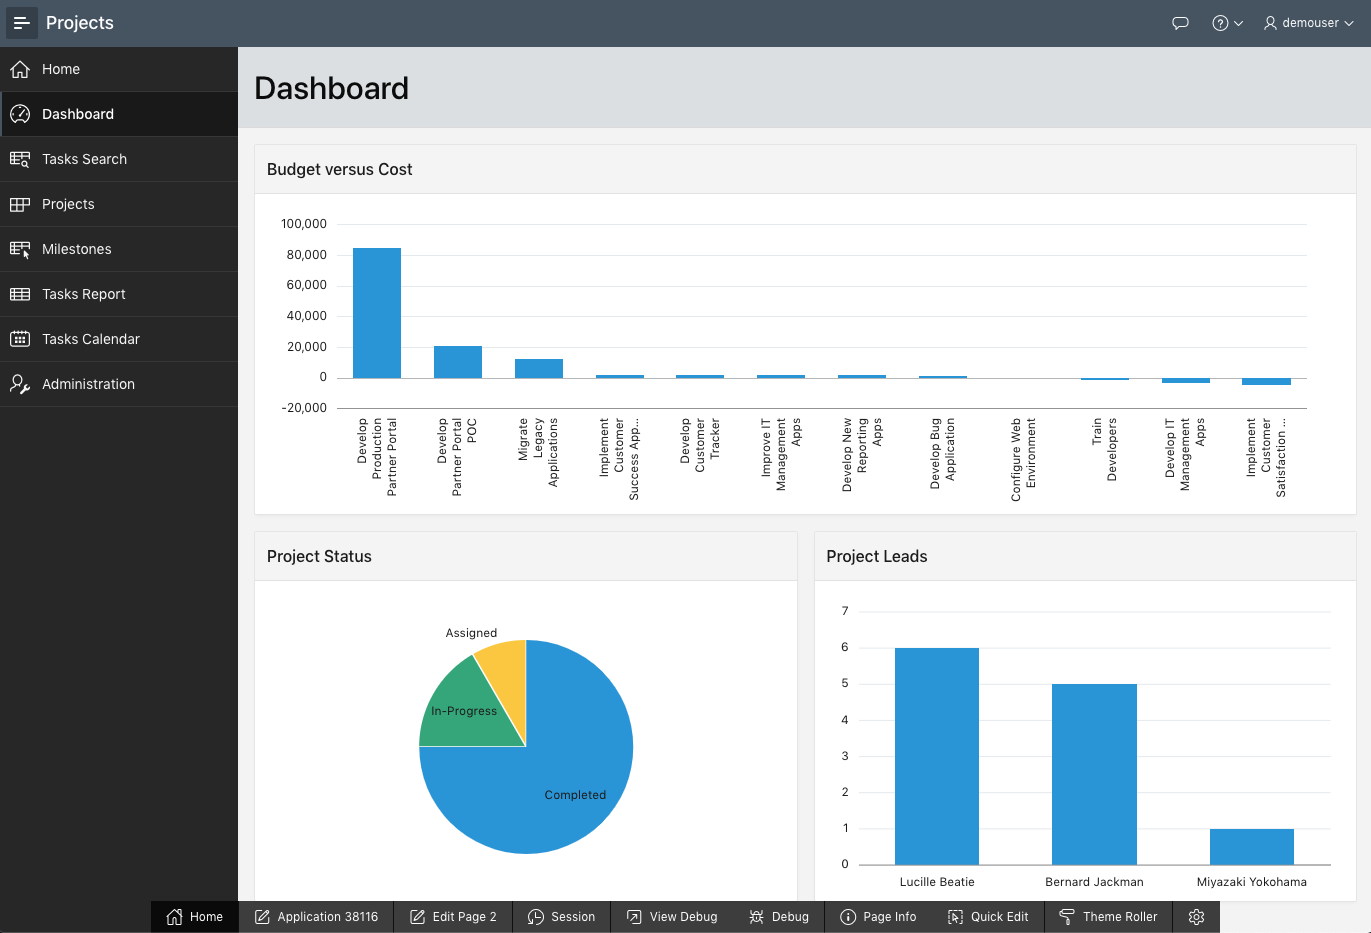 Projects
demouser
Home
Dashboard
Tasks Search
Projects
Milestones
Tasks Report
Tasks Calendar
Administration
Dashboard
Budget versus Cost
100,000
80,000
60,000
40,000
20,000
0
-20,000
Develop
Production
Partner Portal
Develop
Partner Portal
POC
Migrate
Legacy
Applications
Implement
Customer
Success App...
Develop
Customer
Tracker
Improve IT
Management
Apps
Develop New
Reporting
Apps
Develop Bug
Application
Configure Web
Environment
Train
Developers
Develop IT
Management
Apps
Implement
Customer
Satisfaction ...
Project Status
Assigned
In-Progress
Completed
Project Leads
7
6
5
4
3
2
1
0
Lucille Beatie
Bernard Jackman
Miyazaki Yokohama
Home
Application 38116
Edit Page 2
Session
View Debug
Debug
Page Info
Quick Edit
Theme Roller